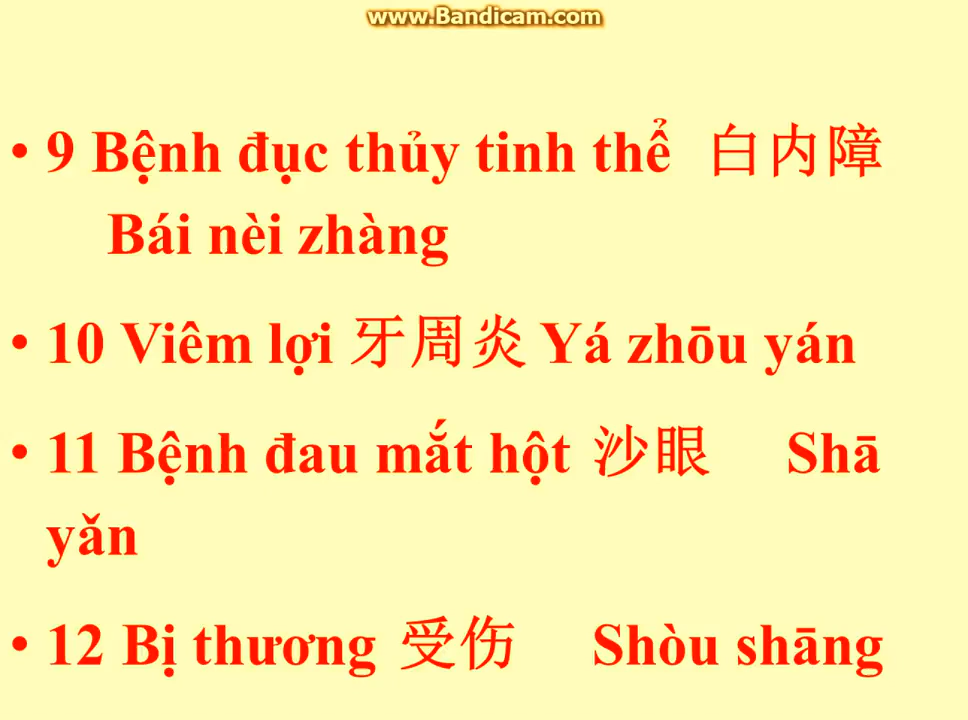 www.Bandicam.com
• 9 Bệnh đục thủy tinh thể 白内障
Bái nèi zhàng
• 10 Viêm lợi 牙周炎 Yá zhōu yán
• 11 Bệnh đau mắt hột 沙眼 Shā
yǎn
• 12 Bị thương 受伤 Shòu shāng